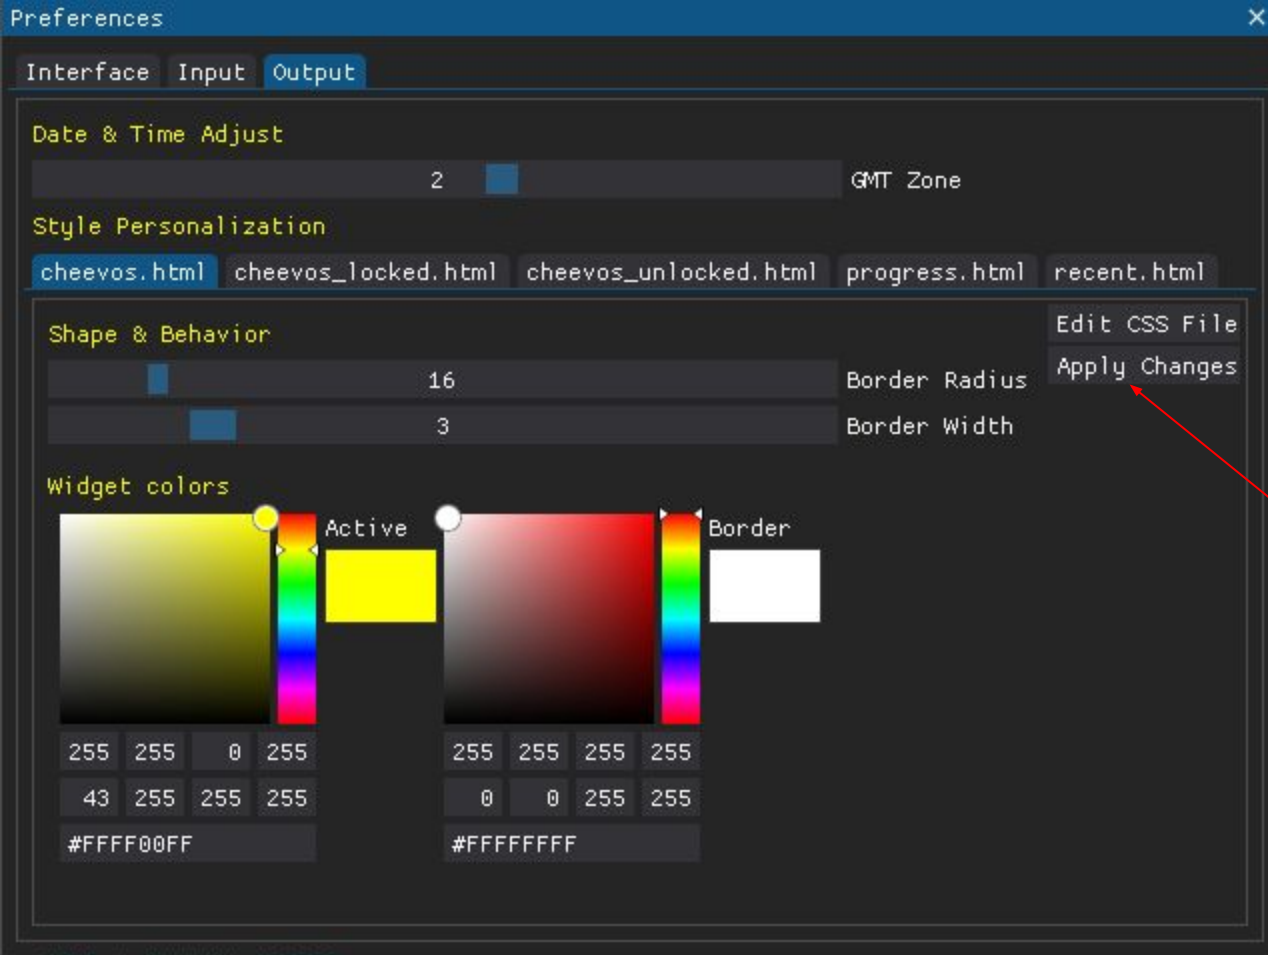 Preferences
Interface Input Output
Date & Time Adjust
2 GMT Zone
Style Personalization
cheevos.html cheevos_locked.html cheevos_unlocked.html progress.html recent.html
Edit CSS File
Shape & Behavior
Apply Changes
16 Border Radius
3 Border Width
Widget colors
Active Border
255 255 0 255 255 255 255 255
43 255 255 255 0 0 255 255
#FFFF00FF #FFFFFFFF